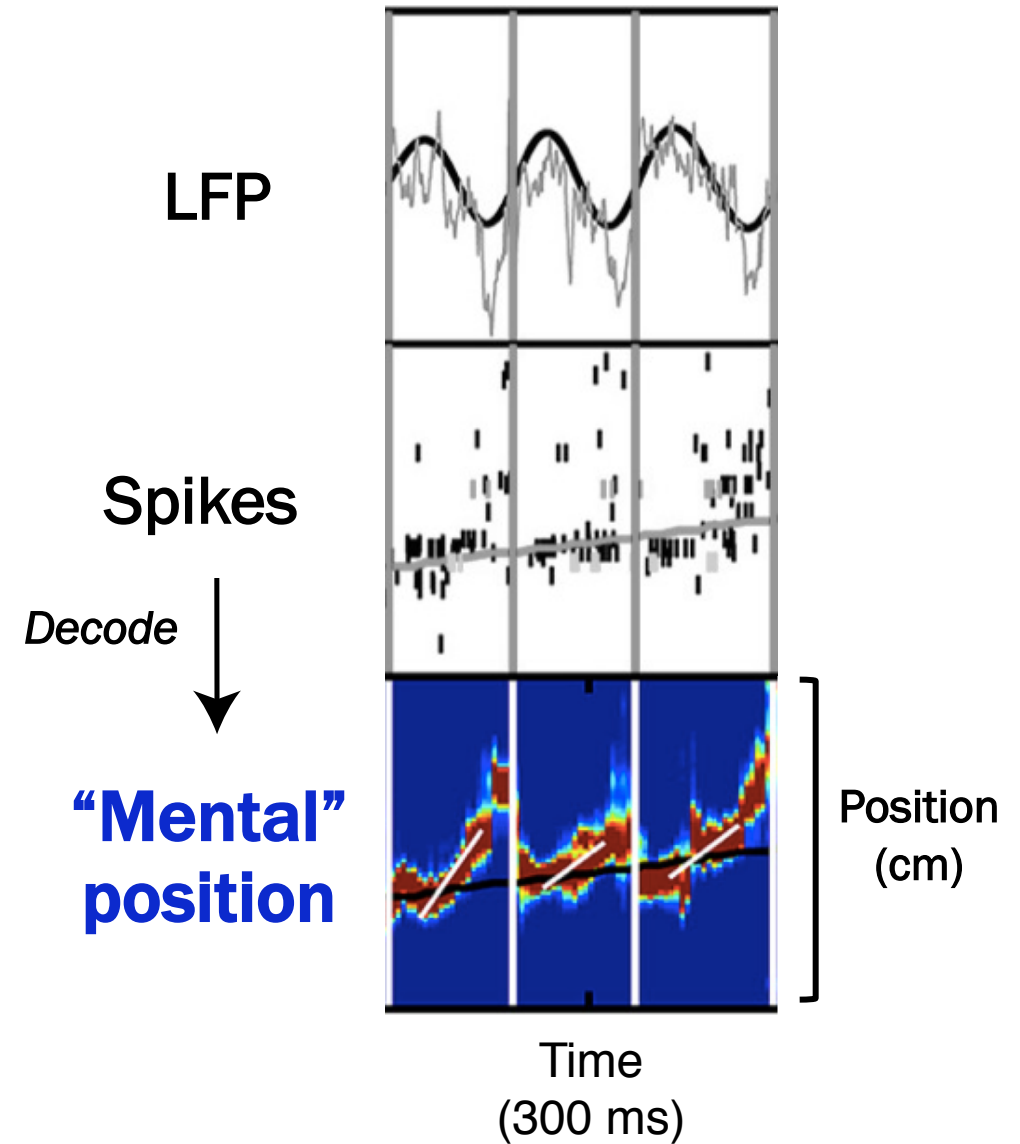 LFP
Spikes
Decode
“Mental”
position
Position
(cm)
Time
(300 ms)